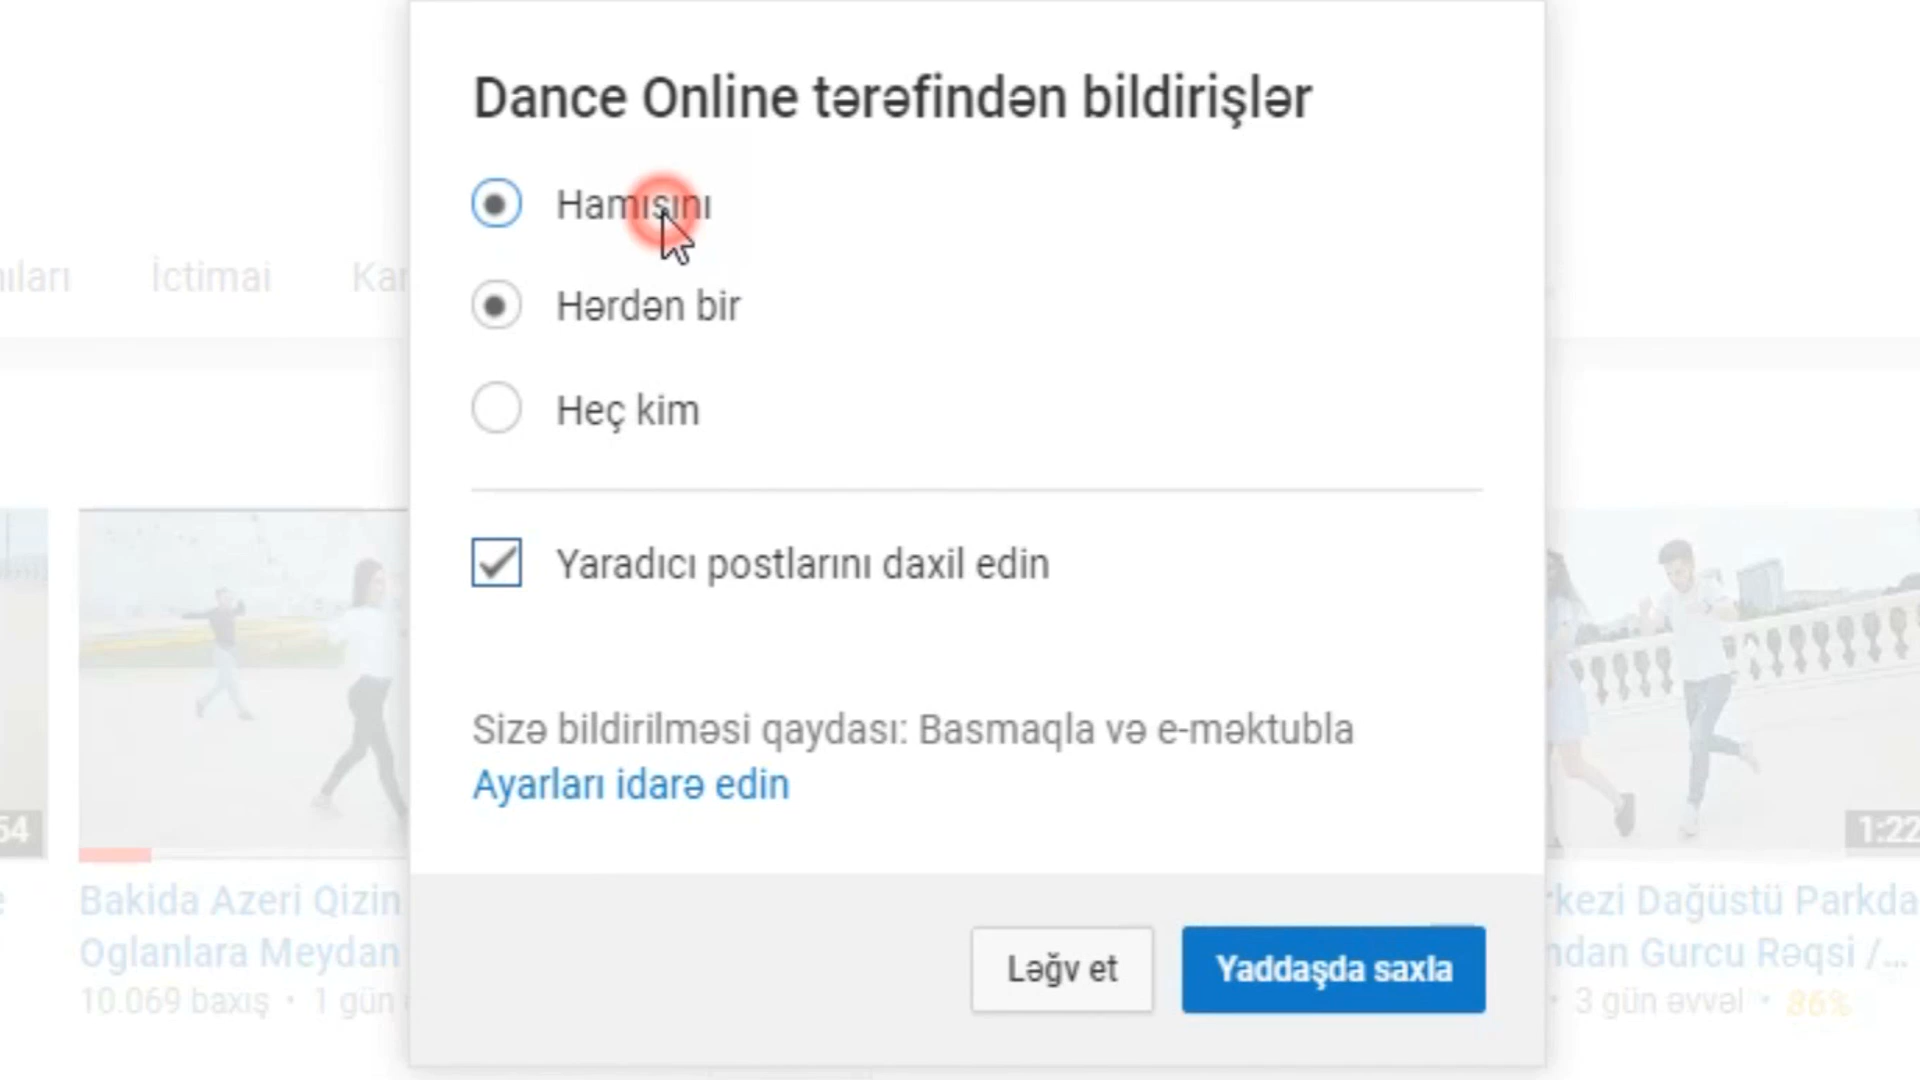 Dance Online tərəfindən bildirişlər
Hamısını
Hərdən bir
İctimai
Heç kim
Yaradıcı postlarını daxil edin
Sizə bildirilməsi qaydası: Basmaqla və e-məktubla
Ayarları idarə edin
54
1:22
Bakida Azeri Qizin
Oglanlara Meydan
10.069 baxış • 1 gün
Dağüstü Parkda
Gurcu Rəqsi /...
• 3 gün əvvəl • 86%
Ləğv et
Yaddaşda saxla